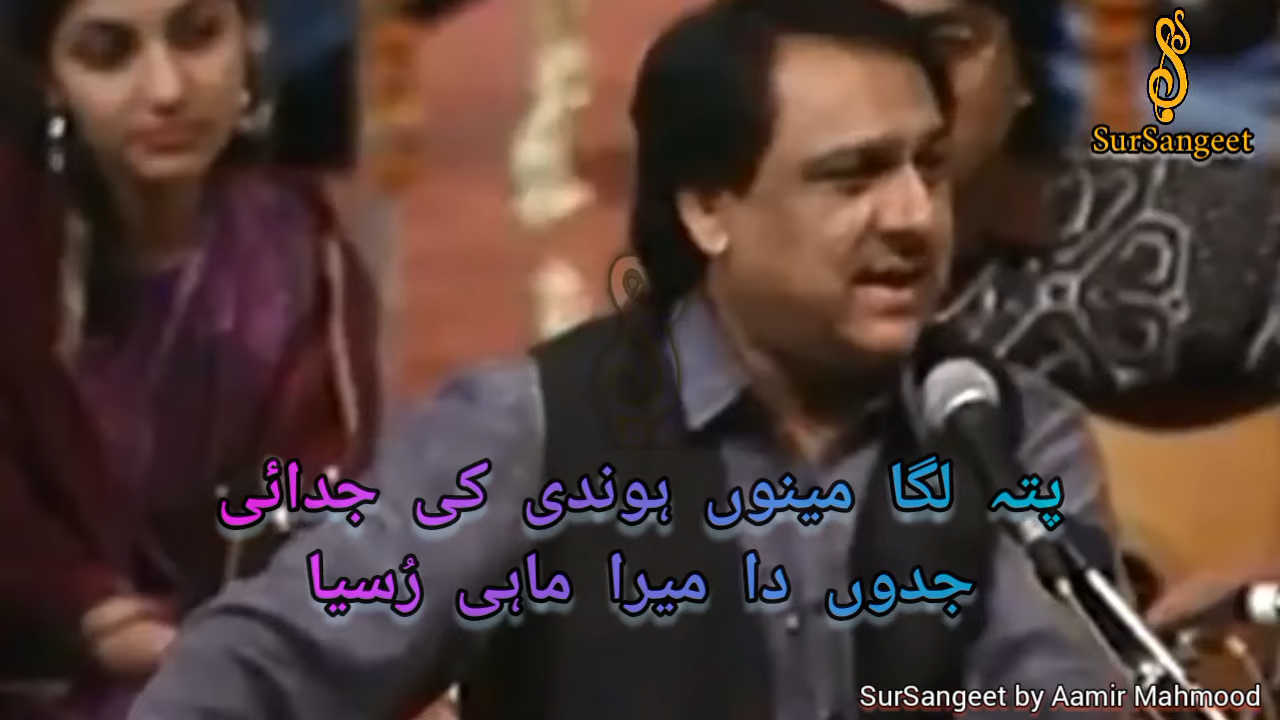 SurSangeet
پتہ لگا مینوں ہوندی کی جدائی
جدوں دا میرا ماہی رُسیا
SurSangeet by Aamir Mahmood